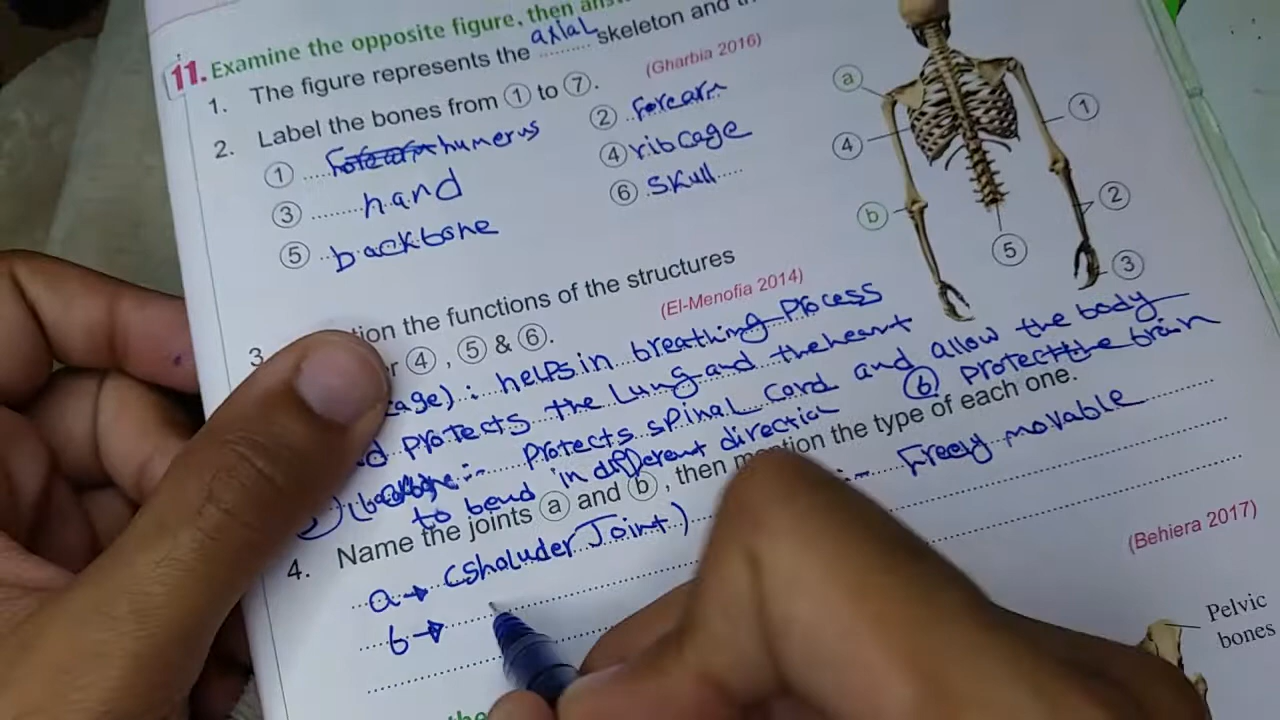 11. Examine the opposite figure, then
1. The figure represents the axial skeleton and
(Gharbia 2016)
2. Label the bones from ① to ⑦.
① humerus ② Forearm
③ hand ④ ribcage
⑤ backbone ⑥ skull
a
4
b
1
2
5
3
3. the functions of the structures
(El-Menofia 2014)
④, ⑤ & ⑥.
cage) : helps in breathing Process
protects the Lung and the heart
Protects spinal card and allow the body
to bend in different direction ⑥ Protect the brain
4. Name the joints ⓐ and ⓑ, then mention the type of each one.
a → (shaluder Joint) :- Freely movable
b →
(Behiera 2017)
Pelvic
bones